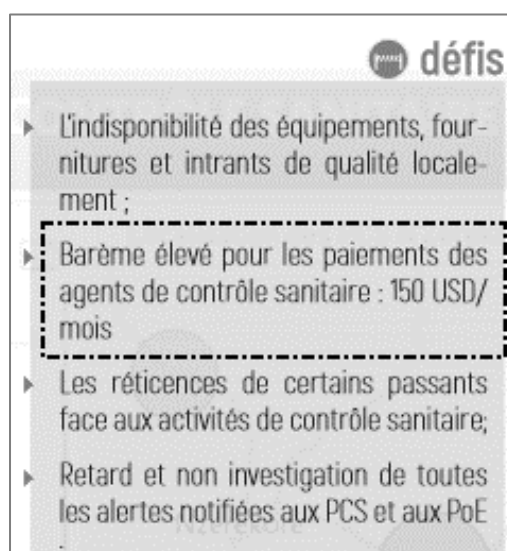 défis
L'indisponibilité des équipements, four-
nitures et intrants de qualité locale-
ment ;
Barème élevé pour les paiements des
agents de contrôle sanitaire : 150 USD/
mois
Les réticences de certains passants
face aux activités de contrôle sanitaire;
Retard et non investigation de toutes
les alertes notifiées aux PCS et aux PoE
Nzerekore